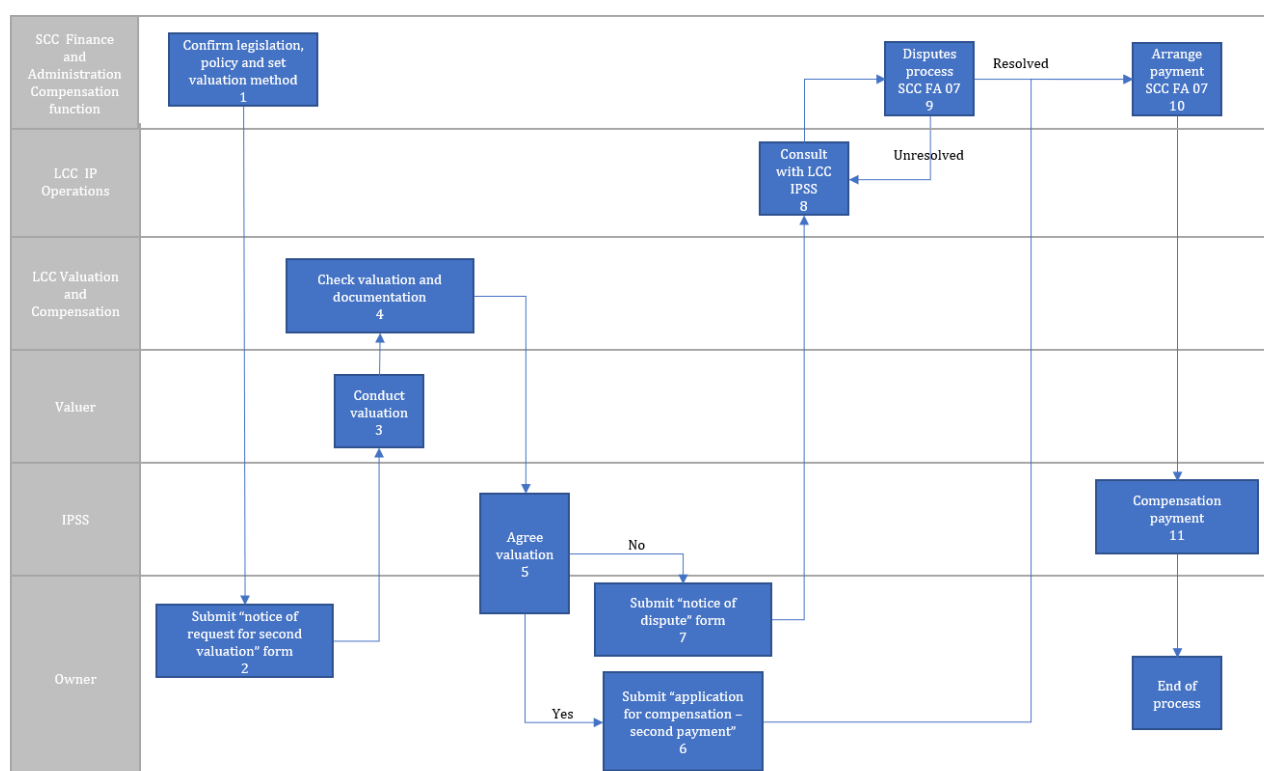 SCC Finance
and
Administration
Compensation
function
Confirm legislation,
policy and set
valuation method
1
Disputes
process
SCC FA 07
9
Resolved
Arrange
payment
SCC FA 07
10
LCC IP
Operations
Consult
with LCC
IPSS
8
Unresolved
LCC Valuation
and
Compensation
Check valuation and
documentation
4
Valuer
Conduct
valuation
3
IPSS
Agree
valuation
5
No
Compensation
payment
11
Owner
Submit “notice of
request for second
valuation” form
2
Submit “notice of
dispute” form
7
Yes
Submit “application
for compensation –
second payment”
6
End of
process